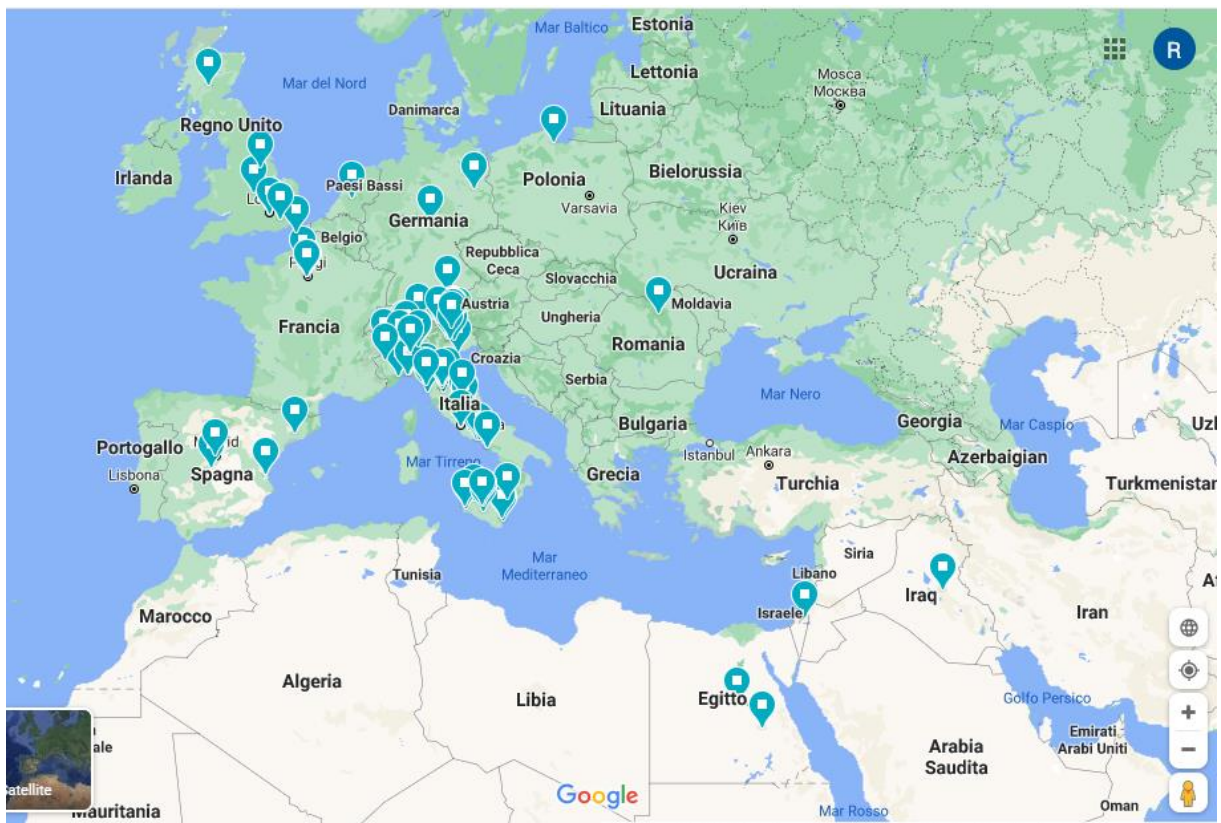 Estonia
Mar Baltico
R
Lettonia
Mosca
Москва
Mar del Nord
Danimarca
Lituania
Regno Unito
Irlanda
Bielorussia
Paesi Bassi
Polonia
Varsavia
Germania
Kiev
Київ
Belgio
Repubblica
Ceca
Slovacchia
Ucraina
Austria
Moldavia
Francia
Ungheria
Romania
Croazia
Serbia
Mar Nero
Italia
Bulgaria
Georgia
Mar Caspio
Portogallo
Istanbul
Ankara
Azerbaigian
Lisbona
Spagna
Mar Tirreno
Grecia
Turchia
Turkmenistan
Mar
Mediterraneo
Siria
Libano
Tunisia
Iraq
Iran
Marocco
Israele
Algeria
Libia
Egitto
Golfo Persico
Emirati
Arabi Uniti
Arabia
Saudita
Satellite
Google
Mauritania
Mar Rosso
Oman